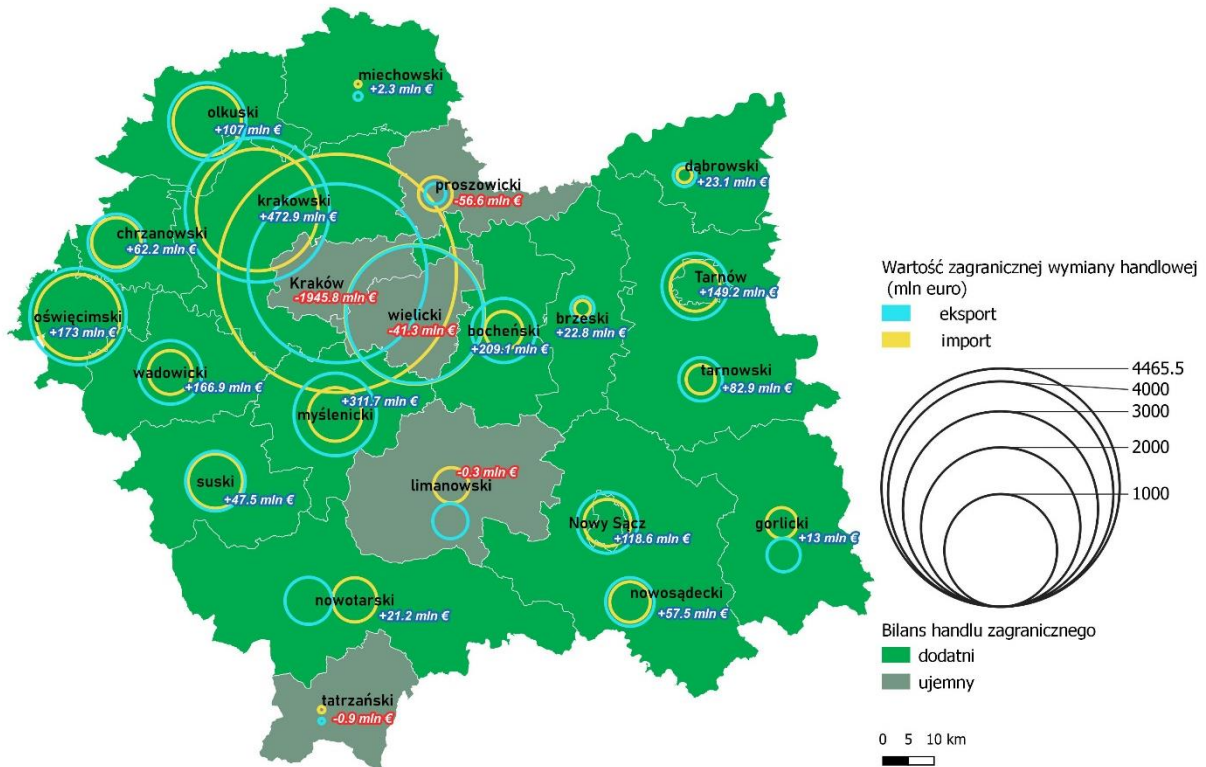 miechowski
+2.3 mln €
olkuski
+107 mln €
proszowicki
-56.6 mln €
dąbrowski
+23.1 mln €
krakowski
+472.9 mln €
chrzanowski
+62.2 mln €
Kraków
-1945.8 mln €
Tarnów
+149.2 mln €
oświęcimski
+173 mln €
wielicki
-41.3 mln €
bocheński
+209.1 mln €
brzeski
+22.8 mln €
wadowicki
+166.9 mln €
tarnowski
+82.9 mln €
+311.7 mln €
myślenicki
suski
+47.5 mln €
-0.3 mln €
limanowski
Nowy Sącz
+118.6 mln €
gorlicki
+13 mln €
nowotarski
+21.2 mln €
nowosądecki
+57.5 mln €
tatrzański
-0.9 mln €
Wartość zagranicznej wymiany handlowej
(mln euro)
eksport
import
4465.5
4000
3000
2000
1000
Bilans handlu zagranicznego
dodatni
ujemny
0 5 10 km